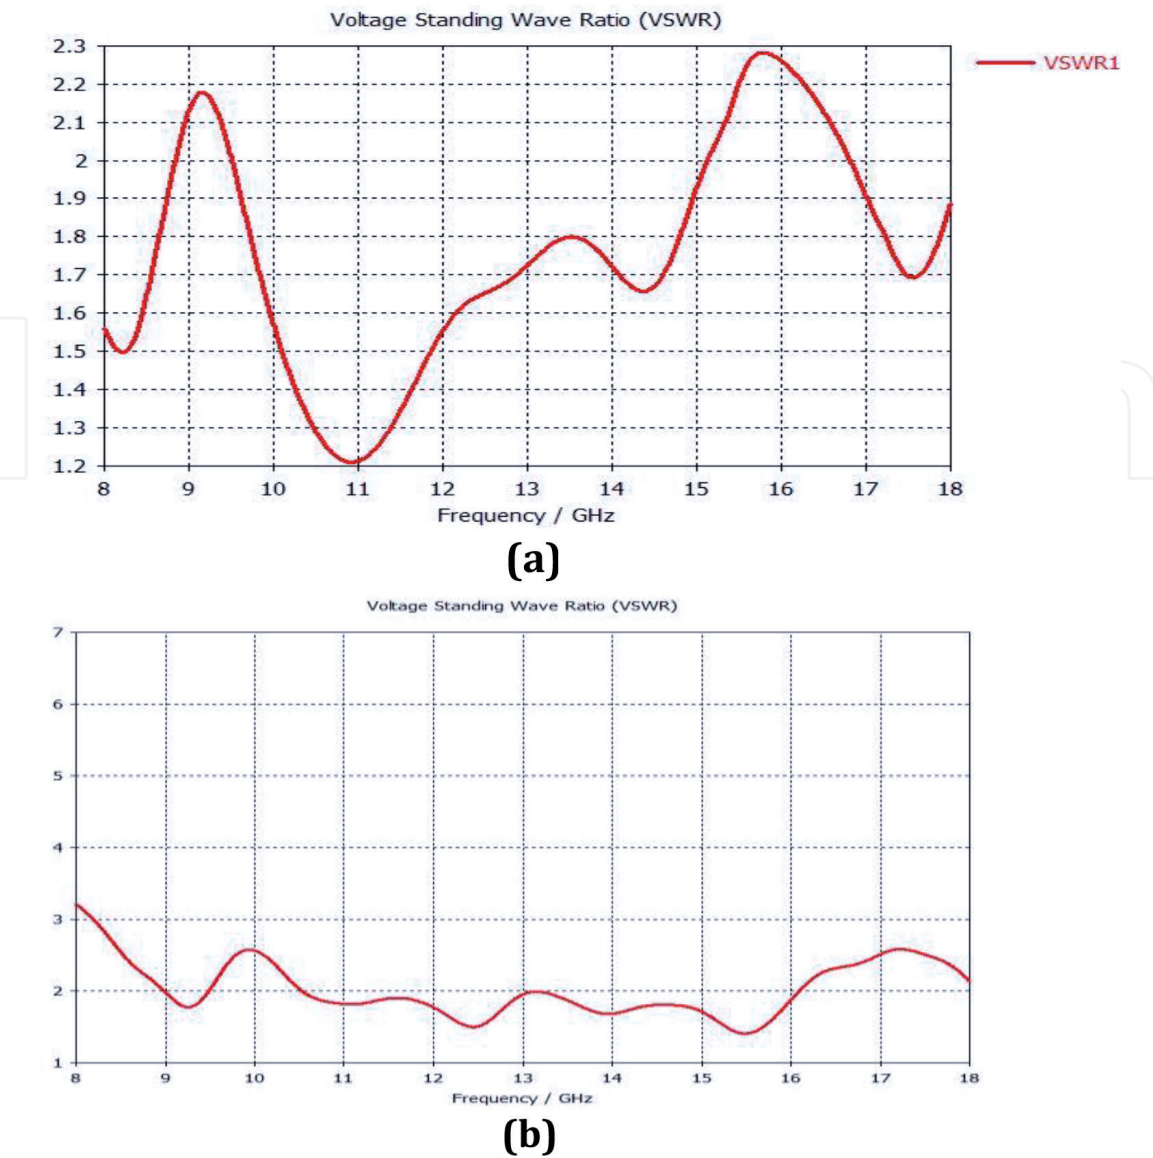 Voltage Standing Wave Ratio (VSWR)
VSWR1
2.3
2.2
2.1
2
1.9
1.8
1.7
1.6
1.5
1.4
1.3
1.2
8 9 10 11 12 13 14 15 16 17 18
Frequency / GHz
(a)
Voltage Standing Wave Ratio (VSWR)
7
6
5
4
3
2
1
8 9 10 11 12 13 14 15 16 17 18
Frequency / GHz
(b)